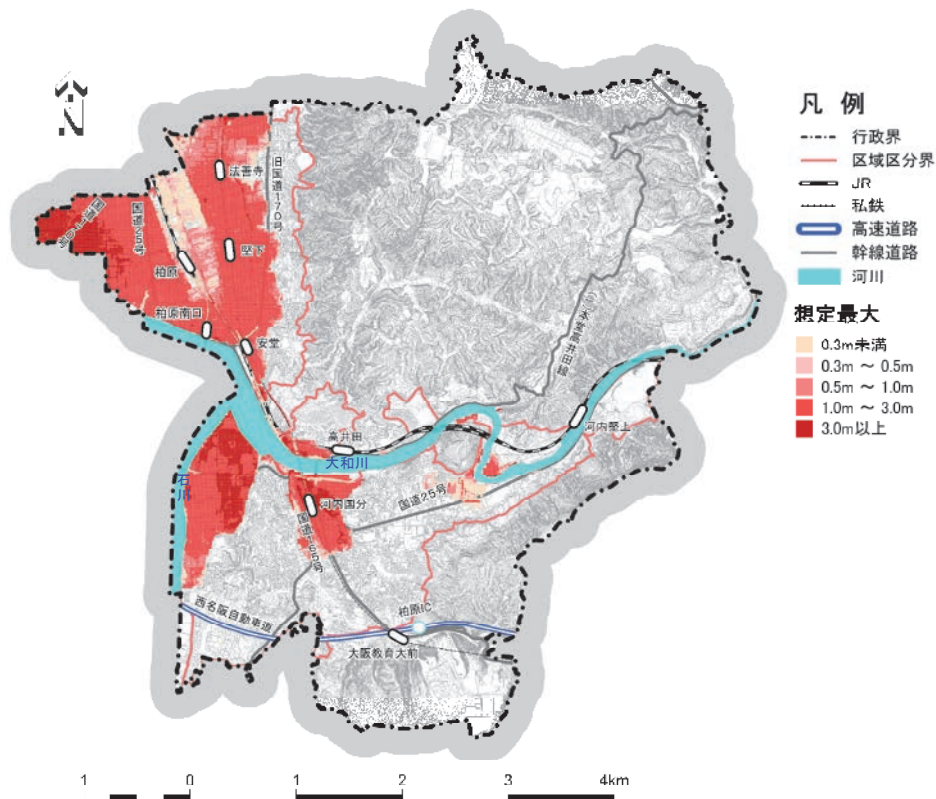 N
凡 例
行政界
区域区分界
JR
私鉄
高速道路
幹線道路
河川
想定最大
0.3m未満
0.3m ~ 0.5m
0.5m ~ 1.0m
1.0m ~ 3.0m
3.0m以上
法善寺
旧国道170号
国道25号
堅下
柏原
柏原南口
安堂
高井田
大和川
河内堅上
石川
国道25号
河内国分
国道165号
西名阪自動車道
柏原IC
大阪教育大前
1 0 1 2 3 4km